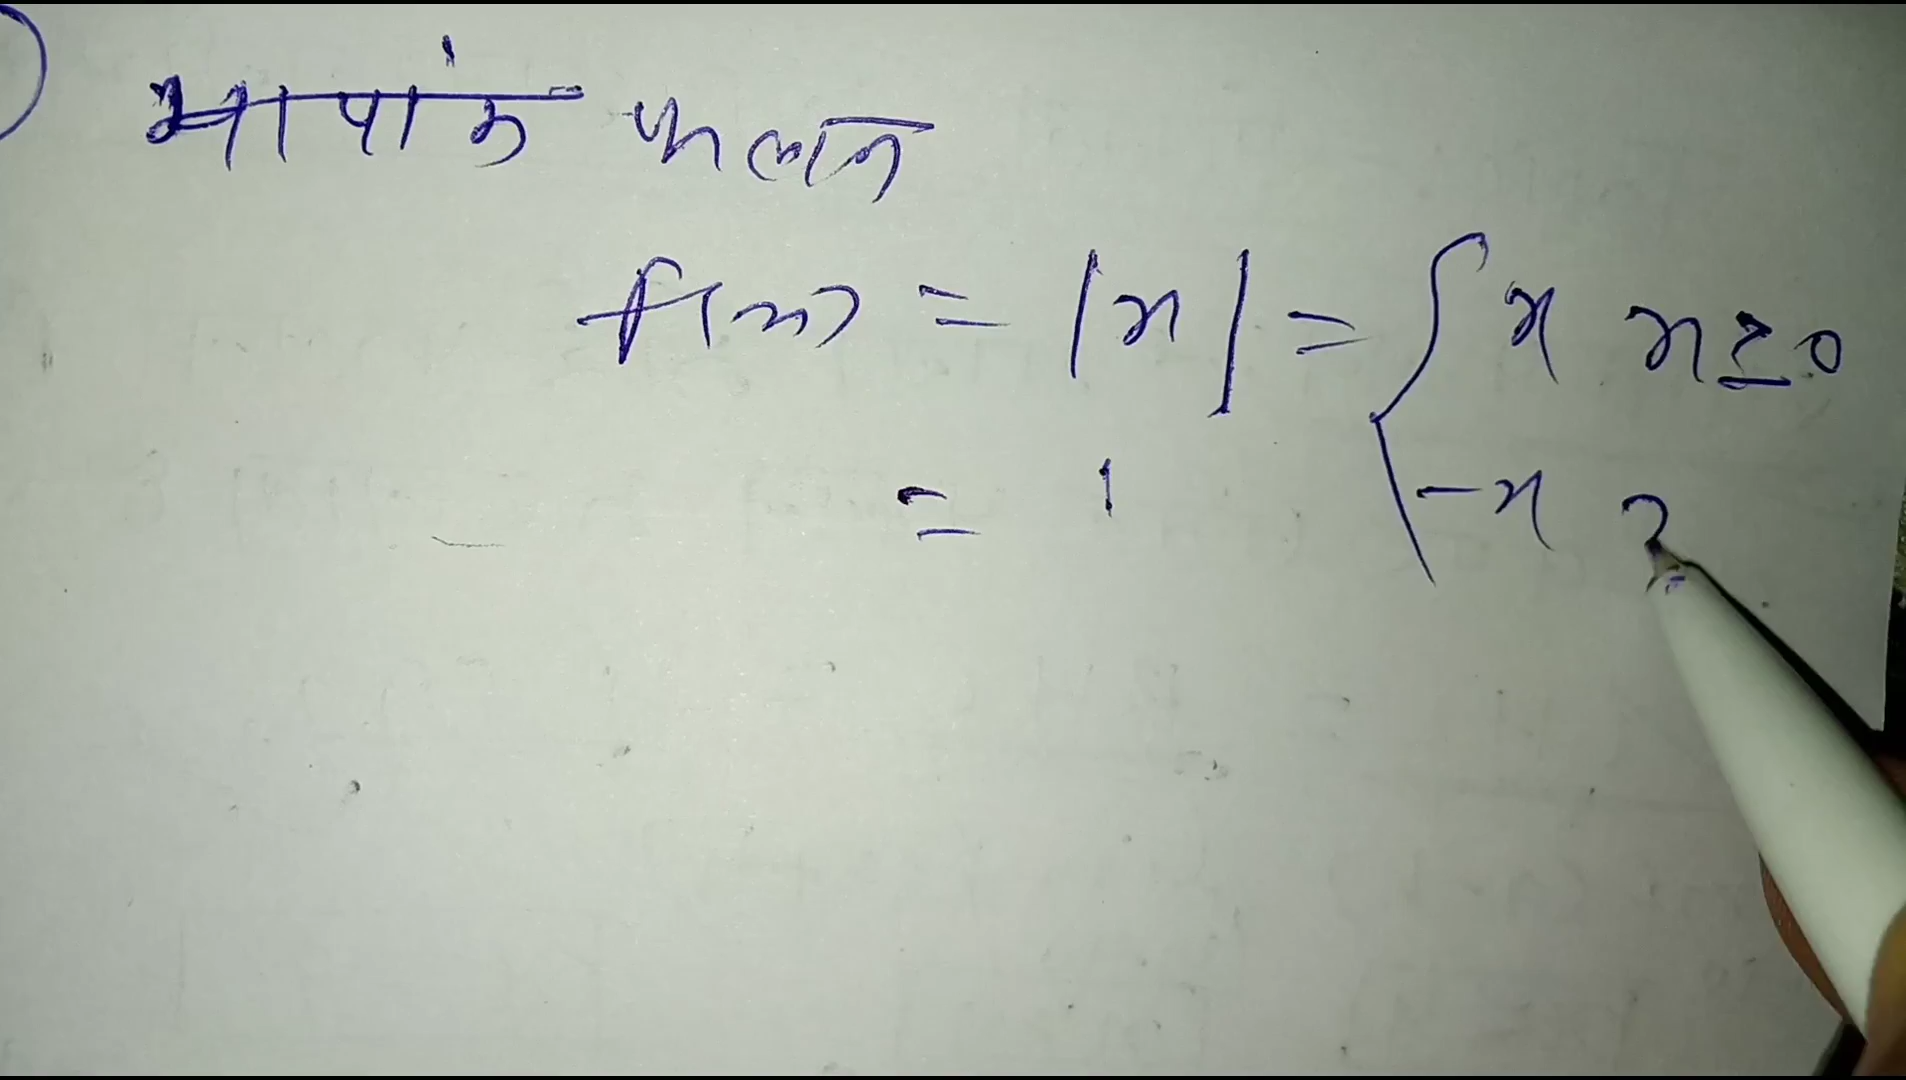 मापांक फलन
f(x) = |x| = { x x ≥ 0
= | -x